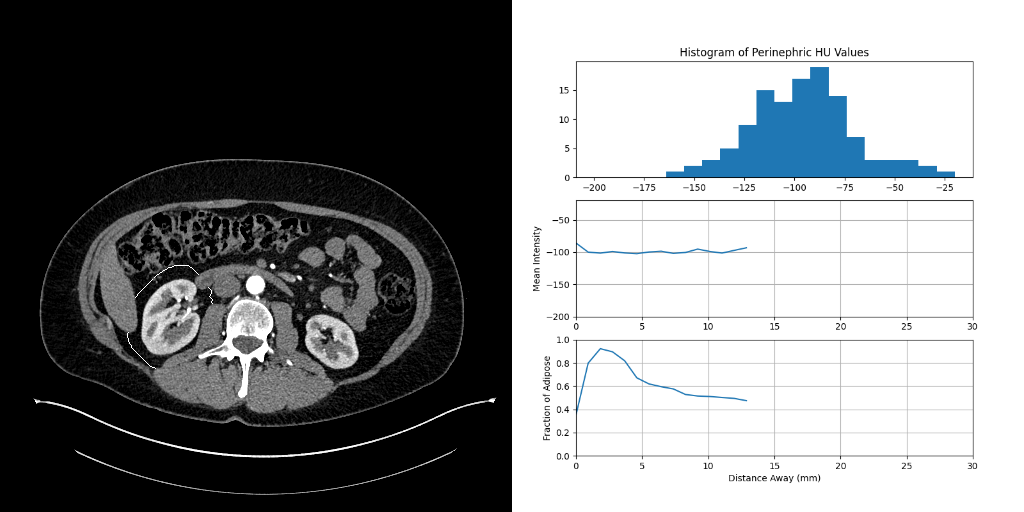 Histogram of Perinephric HU Values
15
10
5
0
−200 −175 −150 −125 −100 −75 −50 −25
Mean Intensity
−50
−100
−150
−200
0 5 10 15 20 25 30
Fraction of Adipose
1.0
0.8
0.6
0.4
0.2
0.0
0 5 10 15 20 25 30
Distance Away (mm)